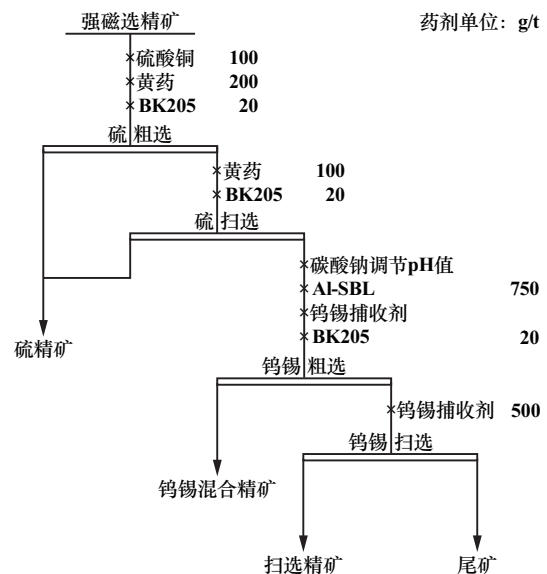 强磁选精矿
药剂单位：g/t
硫酸铜 100
黄药 200
BK205 20
硫 粗选
黄药 100
BK205 20
硫 扫选
碳酸钠调节pH值
Al-SBL 750
钨锡捕收剂
BK205 20
硫精矿
钨锡 粗选
钨锡捕收剂 500
钨锡 扫选
钨锡混合精矿
扫选精矿
尾矿